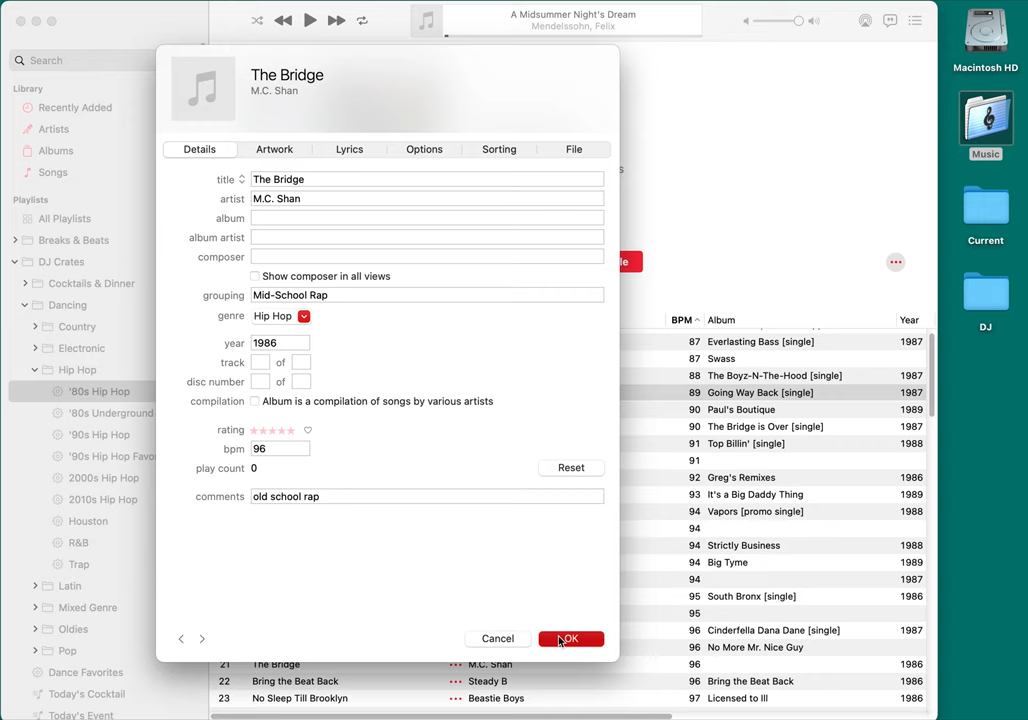 A Midsummer Night's Dream
Mendelssohn, Felix
Macintosh HD
Music
Current
DJ
Search
Library
Recently Added
Artists
Albums
Songs
Playlists
All Playlists
Breaks & Beats
DJ Crates
Cocktails & Dinner
Dancing
Country
Electronic
Hip Hop
'80s Hip Hop
'80s Underground
'90s Hip Hop
'90s Hip Hop Favo
2000s Hip Hop
2010s Hip Hop
Houston
R&B
Trap
Latin
Mixed Genre
Oldies
Pop
Dance Favorites
Today's Cocktail
Today's Event
The Bridge
M.C. Shan
Details Artwork Lyrics Options Sorting File
title The Bridge
artist M.C. Shan
album
album artist
composer
Show composer in all views
grouping Mid-School Rap
genre Hip Hop
year 1986
track of
disc number of
compilation Album is a compilation of songs by various artists
rating
bpm 96
play count 0 Reset
comments old school rap
Cancel OK
s
le
BPM Album Year
87 Everlasting Bass [single] 1987
87 Swass
88 The Boyz-N-The-Hood [single] 1987
89 Going Way Back [single] 1987
90 Paul's Boutique 1989
90 The Bridge is Over [single] 1987
91 Top Billin' [single] 1988
91
92 Greg's Remixes 1986
93 It's a Big Daddy Thing 1989
94 Vapors [promo single] 1988
94
94 Strictly Business 1988
94 Big Tyme 1989
94 1987
95 South Bronx [single] 1986
95
96 Cinderfella Dana Dane [single] 1987
96 No More Mr. Nice Guy
21 The Bridge M.C. Shan 96 1986
22 Bring the Beat Back Steady B 96 Bring the Beat Back 1986
23 No Sleep Till Brooklyn Beastie Boys 97 Licensed to Ill 1986